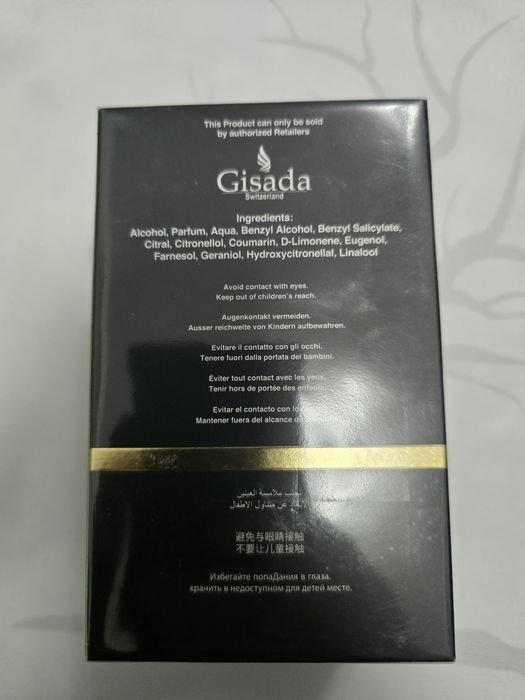 This Product can only be sold
by authorized Retailers
Gisada
Switzerland
Ingredients:
Alcohol, Parfum, Aqua, Benzyl Alcohol, Benzyl Salicylate,
Citral, Citronellol, Coumarin, D-Limonene, Eugenol,
Farnesol, Geraniol, Hydroxycitronellal, Linalool
Avoid contact with eyes.
Keep out of children's reach.
Augenkontakt vermeiden.
Ausser reichweite von Kindern aufbewahren.
Evitare il contatto con gli occhi.
Tenere fuori dalla portata dei bambini.
Éviter tout contact avec les yeux.
Tenir hors de portée des enfants.
Evitar el contacto con
Mantener fuera del alcance
ملامسة العينين
عن متناول الاطفال
避免与眼睛接触
不要让儿童接触
Избегайте попаДания в глаза.
хранить в недоступном для детей месте.